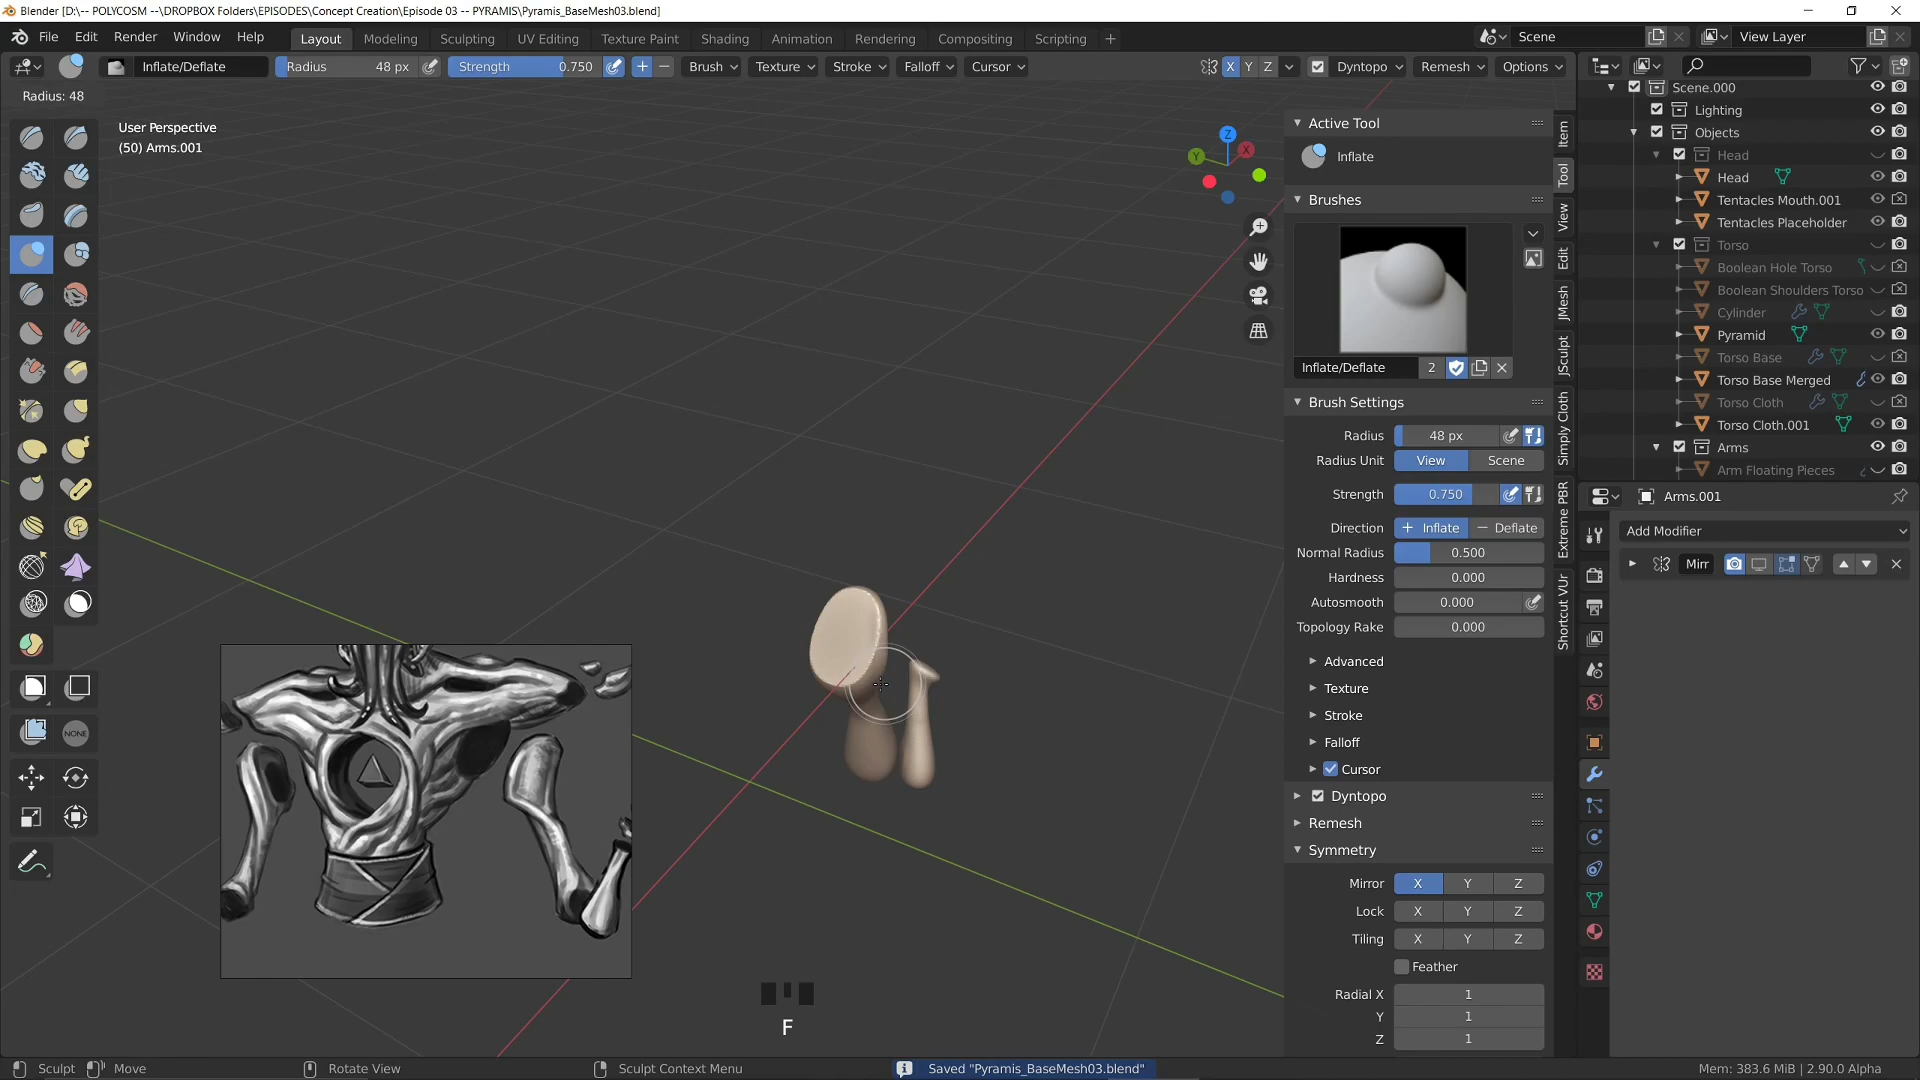 Blender [D:\-- POLYCOSM --\DROPBOX Folders\EPISODES\Concept Creation\Episode 03 -- PYRAMIS\Pyramis_BaseMesh03.blend]
File Edit Render Window Help Layout Modeling Sculpting UV Editing Texture Paint Shading Animation Rendering Compositing Scripting + Scene View Layer
Inflate/Deflate Radius 48 px Strength 0.750 + − Brush Texture Stroke Falloff Cursor X Y Z Dyntopo Remesh Options
Radius: 48
User Perspective
(50) Arms.001
Z
Y
X
NONE
F
Active Tool
Inflate
Brushes
Inflate/Deflate 2
Brush Settings
Radius 48 px
Radius Unit View Scene
Strength 0.750
Direction + Inflate − Deflate
Normal Radius 0.500
Hardness 0.000
Autosmooth 0.000
Topology Rake 0.000
Advanced
Texture
Stroke
Falloff
Cursor
Dyntopo
Remesh
Symmetry
Mirror X Y Z
Lock X Y Z
Tiling X Y Z
Feather
Radial X 1
Y 1
Z 1
Item
Tool
View
Edit
JMesh
JSculpt
Simply Cloth
Extreme PBR
Shortcut VUr
Scene.000
Lighting
Objects
Head
Head
Tentacles Mouth.001
Tentacles Placeholder
Torso
Boolean Hole Torso
Boolean Shoulders Torso
Cylinder
Pyramid
Torso Base
Torso Base Merged
Torso Cloth
Torso Cloth.001
Arms
Arm Floating Pieces
Arms.001
Add Modifier
Mirr
Sculpt Move Rotate View Sculpt Context Menu Saved "Pyramis_BaseMesh03.blend" Mem: 383.6 MiB | 2.90.0 Alpha